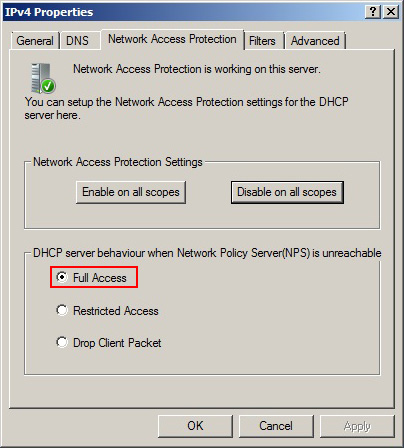 IPv4 Properties
General DNS Network Access Protection Filters Advanced
Network Access Protection is working on this server.
You can setup the Network Access Protection settings for the DHCP
server here.
Network Access Protection Settings
Enable on all scopes Disable on all scopes
DHCP server behaviour when Network Policy Server(NPS) is unreachable
Full Access
Restricted Access
Drop Client Packet
OK Cancel Apply